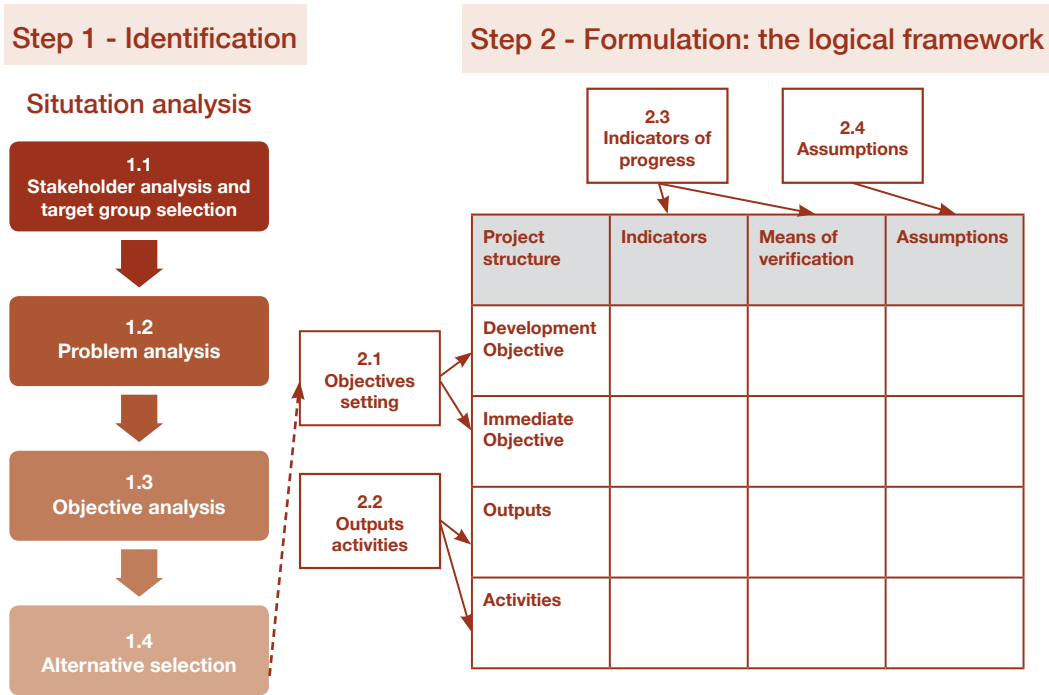 Step 1 - Identification
Situtation analysis
1.1
Stakeholder analysis and
target group selection
1.2
Problem analysis
1.3
Objective analysis
1.4
Alternative selection
Step 2 - Formulation: the logical framework
2.3
Indicators of
progress
2.4
Assumptions
2.1
Objectives
setting
2.2
Outputs
activities
Project
structure
Indicators
Means of
verification
Assumptions
Development
Objective
Immediate
Objective
Outputs
Activities